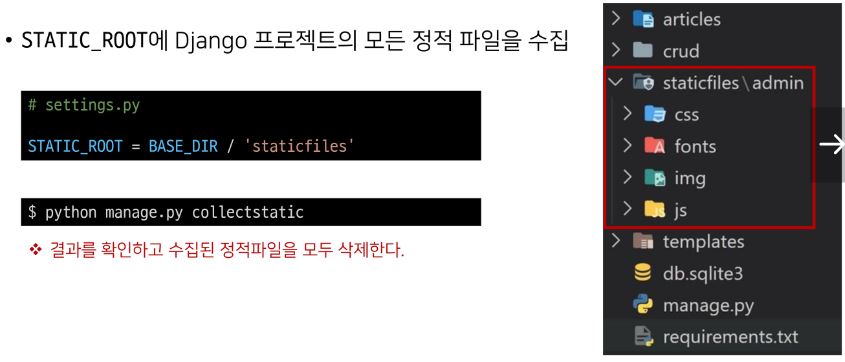 • STATIC_ROOT에 Django 프로젝트의 모든 정적 파일을 수집
# settings.py
STATIC_ROOT = BASE_DIR / 'staticfiles'
$ python manage.py collectstatic
❖ 결과를 확인하고 수집된 정적파일을 모두 삭제한다.
articles
crud
staticfiles\admin
css
fonts
img
js
templates
db.sqlite3
manage.py
requirements.txt